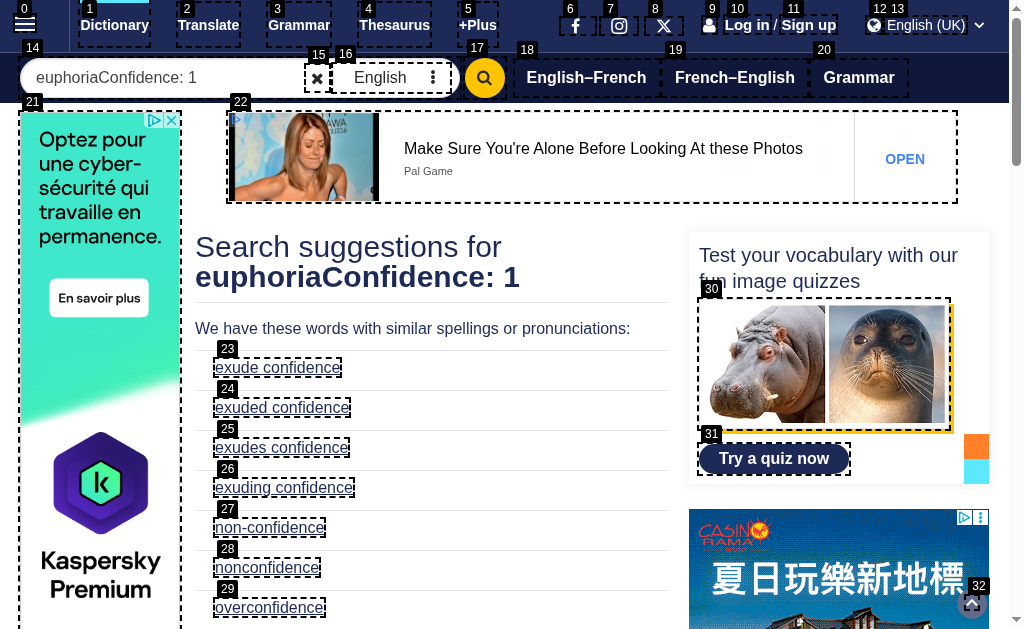 0 1 2 3 4 5 6 7 8 9 10 11 12 13
Dictionary Translate Grammar Thesaurus +Plus Log in / Sign up English (UK)
14 15 16 17 18 19 20
euphoriaConfidence: 1 English English–French French–English Grammar
21 22
Optez pour
une cyber-
sécurité qui
travaille en
permanence.
En savoir plus
Kaspersky
Premium
Make Sure You're Alone Before Looking At these Photos
Pal Game
OPEN
Search suggestions for
euphoriaConfidence: 1
We have these words with similar spellings or pronunciations:
23
exude confidence
24
exuded confidence
25
exudes confidence
26
exuding confidence
27
non-confidence
28
nonconfidence
29
overconfidence
Test your vocabulary with our
fun image quizzes
30
31
Try a quiz now
CASINO
RAMA
RESORT
夏日玩樂新地標
32